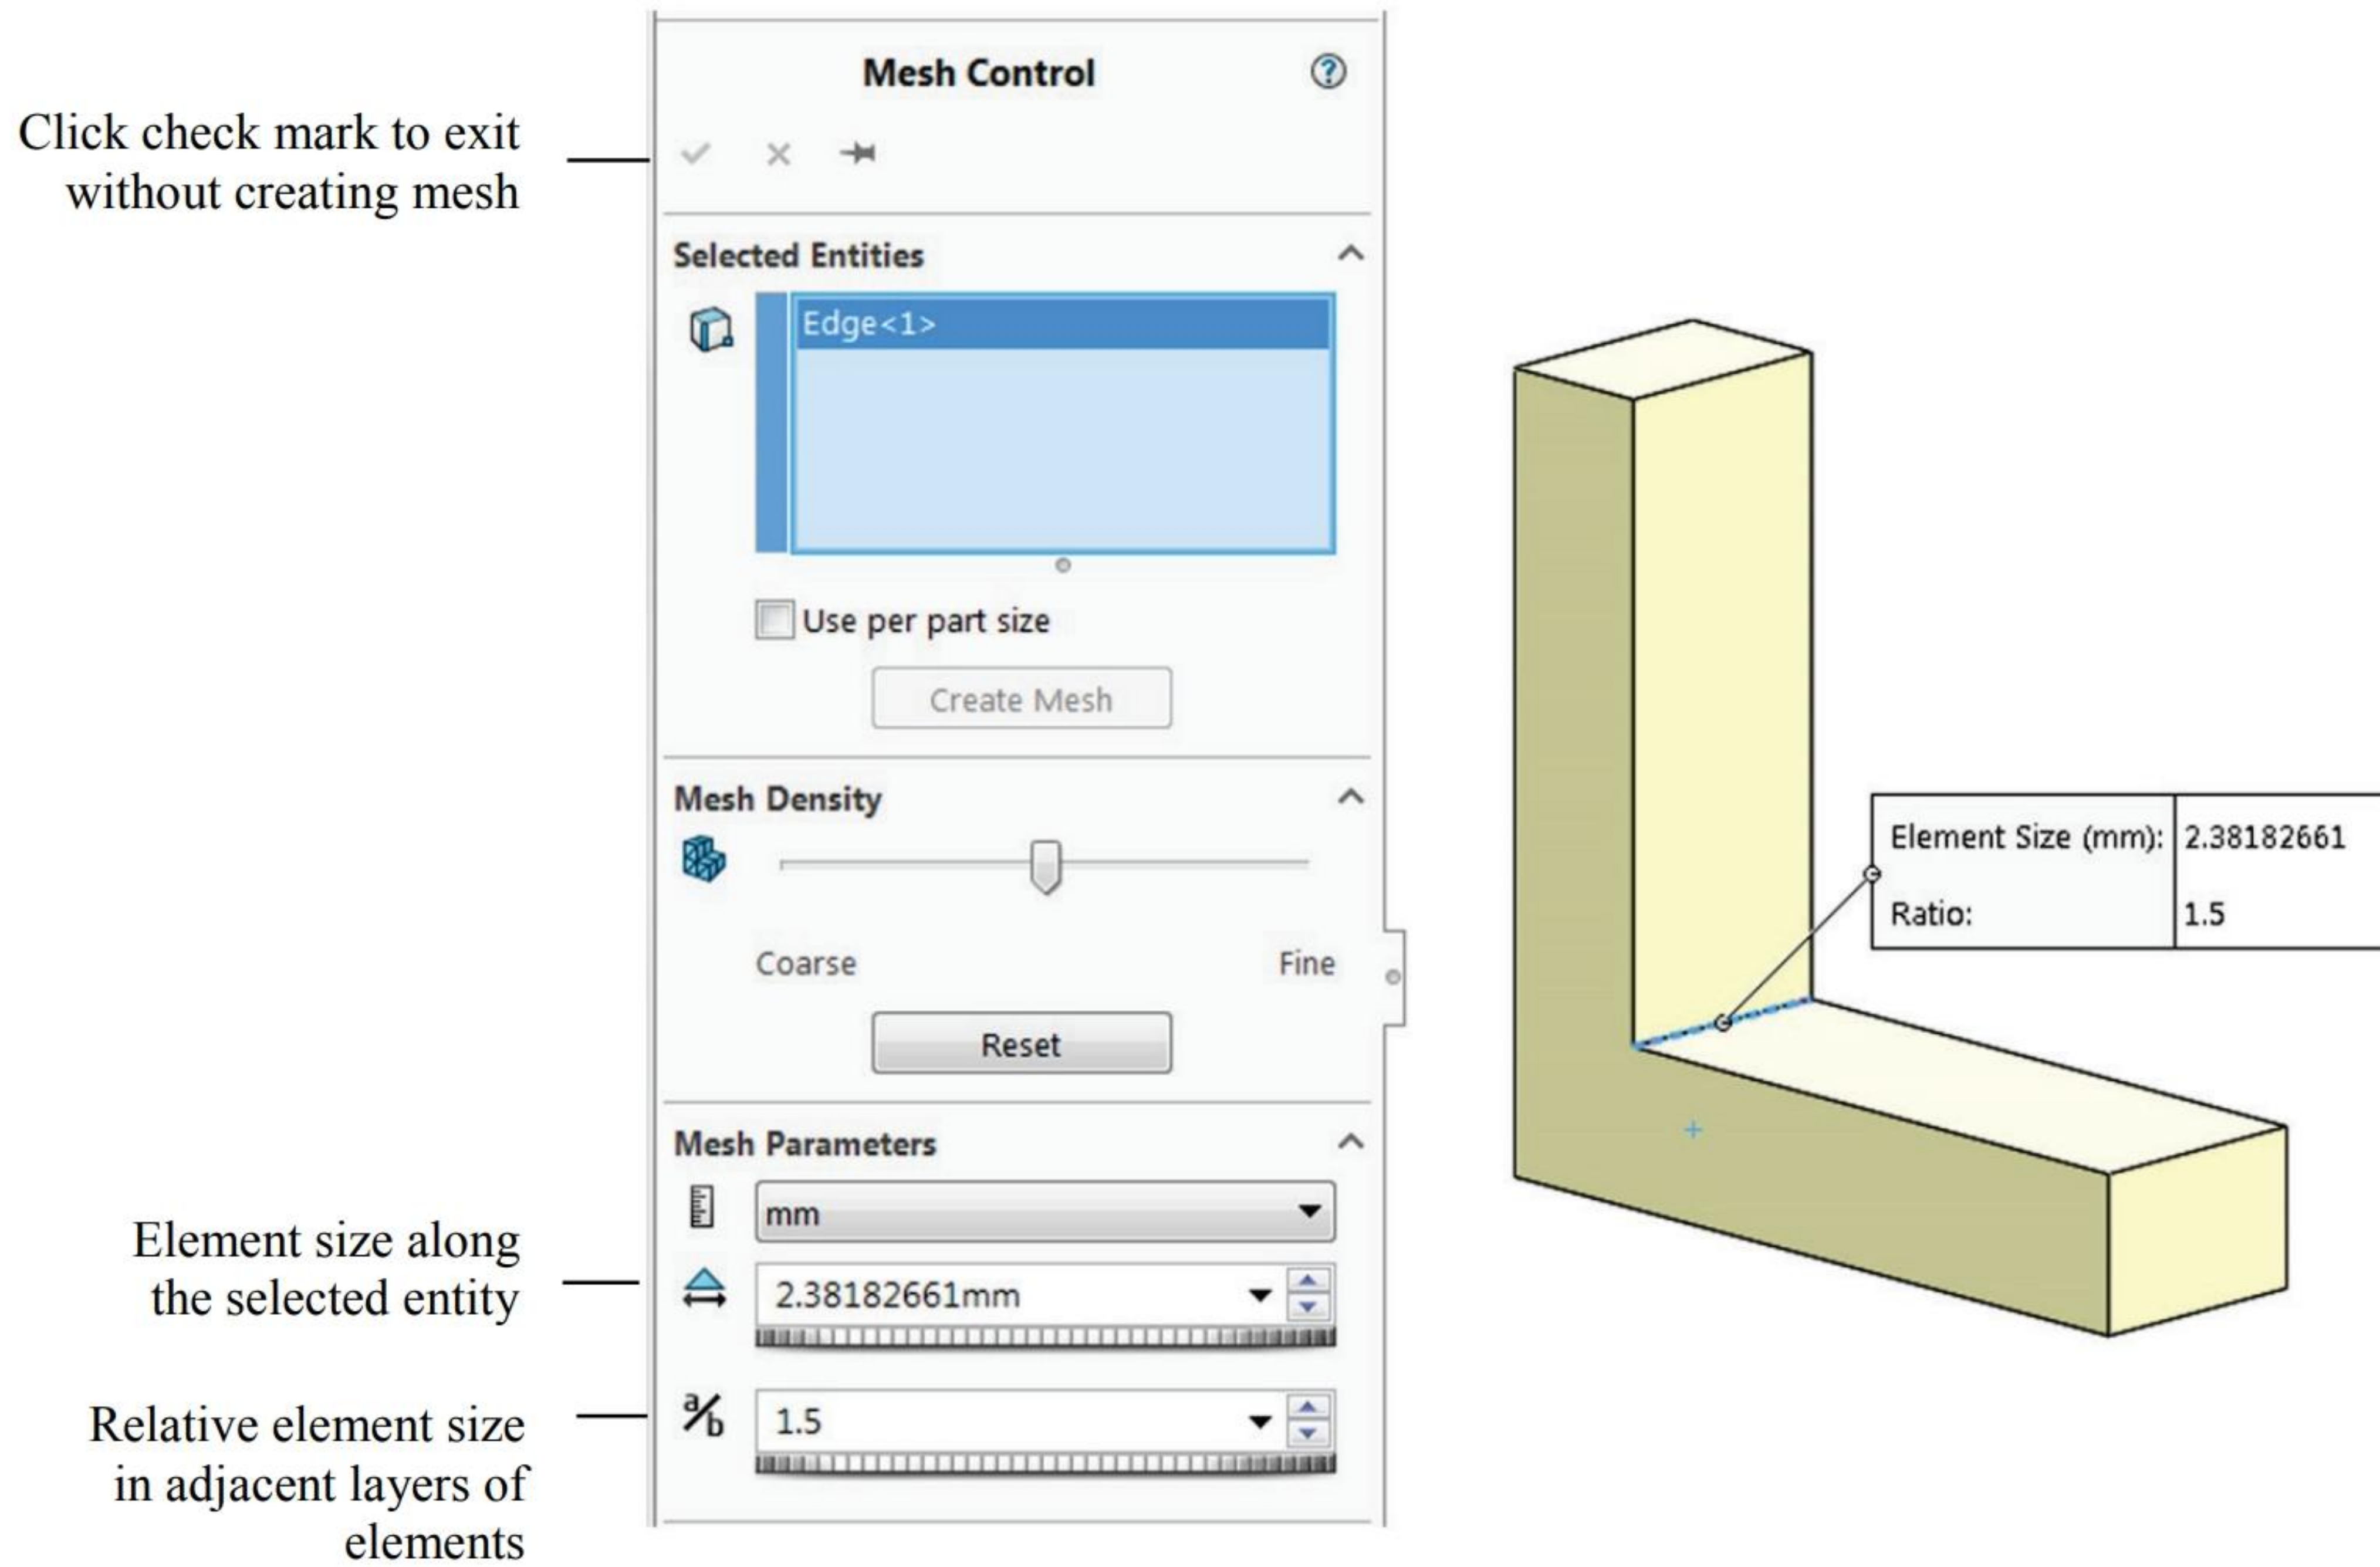 Mesh Control
?
Click check mark to exit
without creating mesh
Selected Entities
Edge<1>
Use per part size
Create Mesh
Mesh Density
Coarse
Fine
Reset
Element Size (mm): 2.38182661
Ratio: 1.5
Mesh Parameters
mm
Element size along
the selected entity
2.38182661mm
Relative element size
in adjacent layers of
elements
a/b
1.5